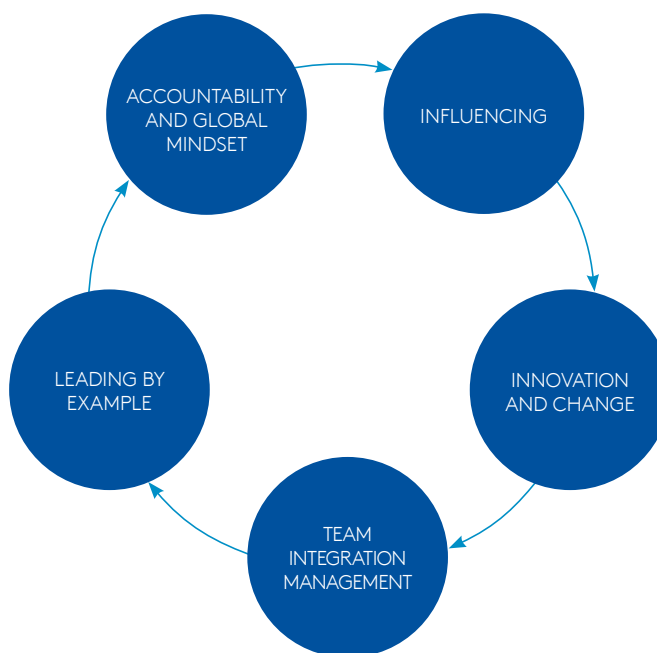 ACCOUNTABILITY
AND GLOBAL
MINDSET
INFLUENCING
INNOVATION
AND CHANGE
TEAM
INTEGRATION
MANAGEMENT
LEADING BY
EXAMPLE